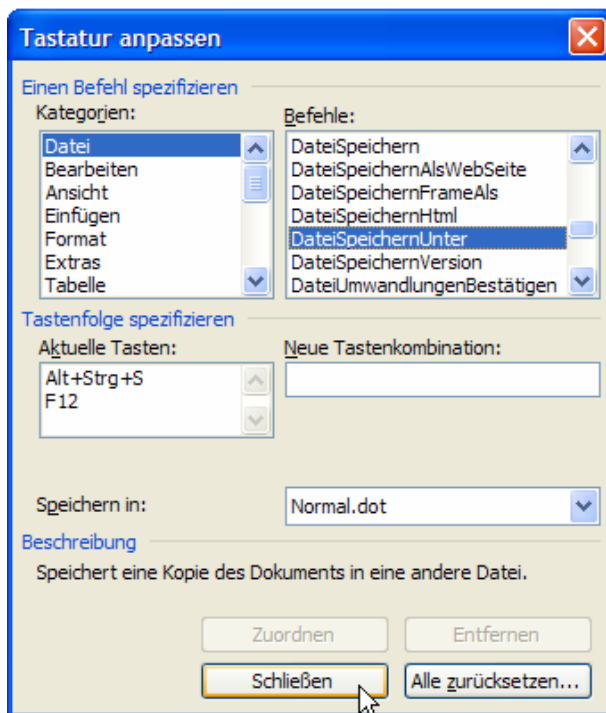 Tastatur anpassen
Einen Befehl spezifizieren
Kategorien:
Befehle:
Datei
Bearbeiten
Ansicht
Einfügen
Format
Extras
Tabelle
DateiSpeichern
DateiSpeichernAlsWebSeite
DateiSpeichernFrameAls
DateiSpeichernHtml
DateiSpeichernUnter
DateiSpeichernVersion
DateiUmwandlungenBestätigen
Tastenfolge spezifizieren
Aktuelle Tasten:
Neue Tastenkombination:
Alt+Strg+S
F12
Speichern in:
Normal.dot
Beschreibung
Speichert eine Kopie des Dokuments in eine andere Datei.
Zuordnen
Entfernen
Schließen
Alle zurücksetzen...